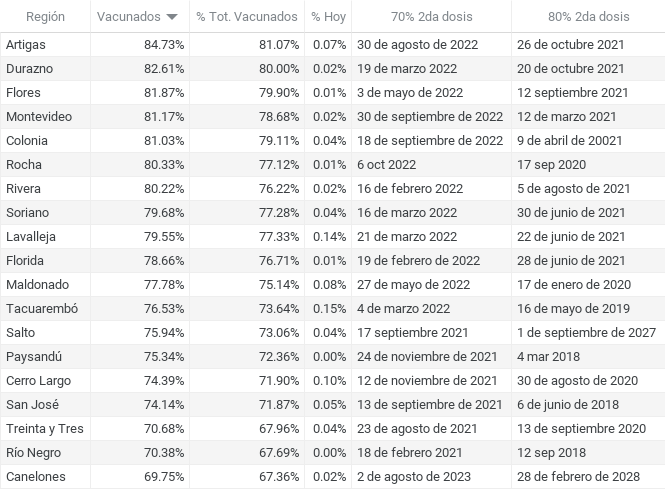 Región Vacunados % Tot. Vacunados % Hoy 70% 2da dosis 80% 2da dosis
Artigas 84.73% 81.07% 0.07% 30 de agosto de 2022 26 de octubre 2021
Durazno 82.61% 80.00% 0.02% 19 de marzo 2022 20 de octubre 2021
Flores 81.87% 79.90% 0.01% 3 de mayo de 2022 12 septiembre 2021
Montevideo 81.17% 78.68% 0.02% 30 de septiembre de 2022 12 de marzo 2021
Colonia 81.03% 79.11% 0.04% 18 de septiembre de 2022 9 de abril de 20021
Rocha 80.33% 77.12% 0.01% 6 oct 2022 17 sep 2020
Rivera 80.22% 76.22% 0.02% 16 de febrero 2022 5 de agosto de 2021
Soriano 79.68% 77.28% 0.04% 16 de marzo 2022 30 de junio de 2021
Lavalleja 79.55% 77.33% 0.14% 21 de marzo 2022 22 de junio 2021
Florida 78.66% 76.71% 0.01% 19 de febrero de 2022 28 de junio de 2021
Maldonado 77.78% 75.14% 0.08% 27 de mayo de 2022 17 de enero de 2020
Tacuarembó 76.53% 73.64% 0.15% 4 de marzo 2022 16 de mayo de 2019
Salto 75.94% 73.06% 0.04% 17 septiembre 2021 1 de septiembre de 2027
Paysandú 75.34% 72.36% 0.00% 24 de noviembre de 2021 4 mar 2018
Cerro Largo 74.39% 71.90% 0.10% 12 de noviembre de 2021 30 de agosto de 2020
San José 74.14% 71.87% 0.05% 13 de septiembre de 2021 6 de junio de 2018
Treinta y Tres 70.68% 67.96% 0.04% 23 de agosto de 2021 13 de septiembre 2020
Río Negro 70.38% 67.69% 0.00% 18 de febrero 2021 12 sep 2018
Canelones 69.75% 67.36% 0.02% 2 de agosto de 2023 28 de febrero de 2028